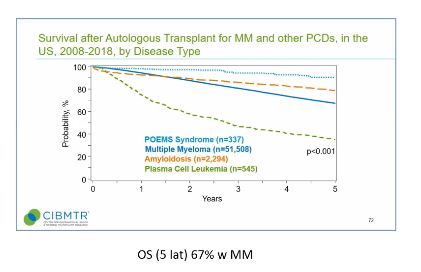 Survival after Autologous Transplant for MM and other PCDs, in the
US, 2008-2018, by Disease Type
100
80
60
40
20
0
Probability, %
POEMS Syndrome (n=337)
Multiple Myeloma (n=51,508)
Amyloidosis (n=2,294)
Plasma Cell Leukemia (n=545)
p<0.001
0 1 2 3 4 5
Years
CIBMTR
72
OS (5 lat) 67% w MM